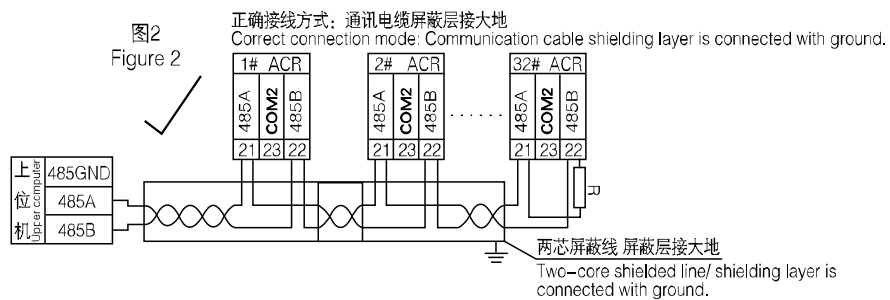 正确接线方式：通讯电缆屏蔽层接大地
图2
Correct connection mode: Communication cable shielding layer is connected with ground.
Figure 2
1# ACR
2# ACR
32# ACR
485A COM2 485B
485A COM2 485B
......
485A COM2 485B
21 23 22
21 23 22
21 23 22
上位机
Upper computer
485GND
485A
485B
R
两芯屏蔽线 屏蔽层接大地
Two-core shielded line/ shielding layer is
connected with ground.